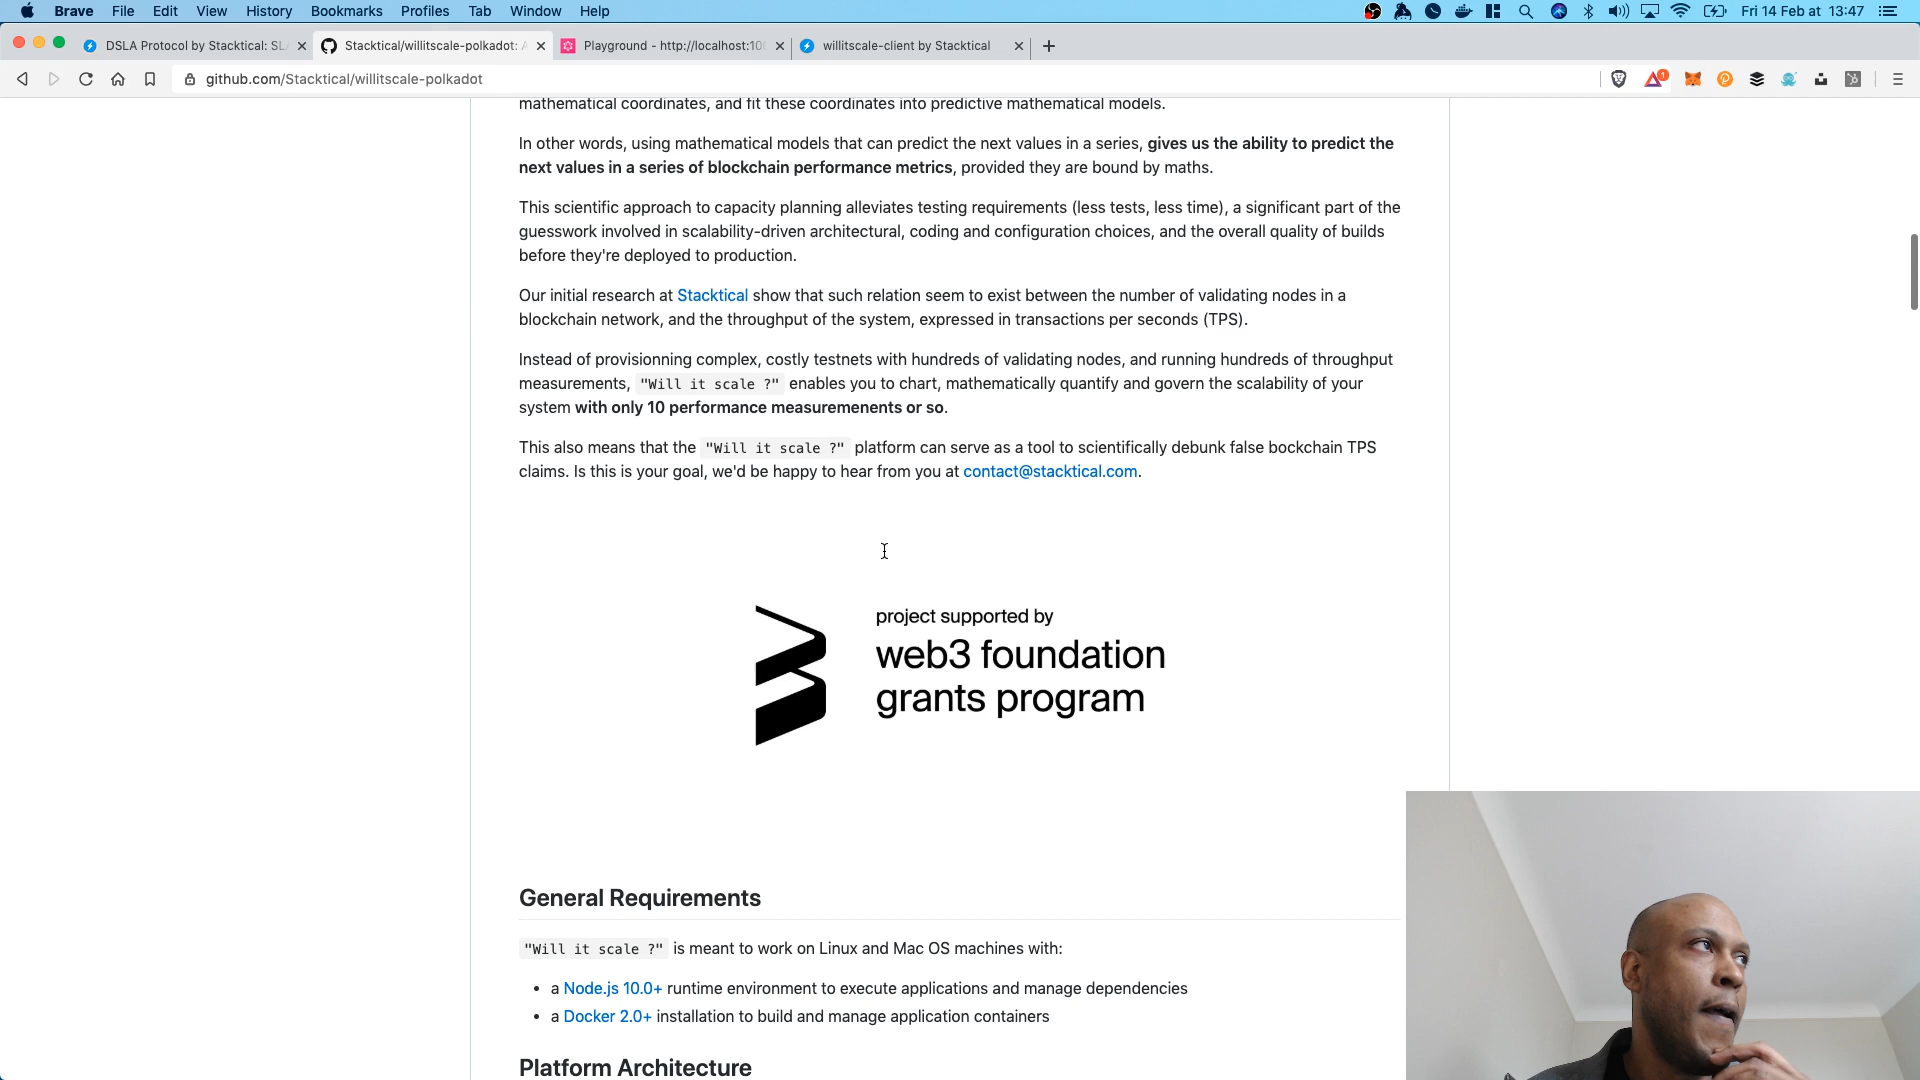 Brave File Edit View History Bookmarks Profiles Tab Window Help Fri 14 Feb at 13:47
DSLA Protocol by Stacktical: SL Stacktical/willitscale-polkadot: A Playground - http://localhost:10 willitscale-client by Stacktical
github.com/Stacktical/willitscale-polkadot 1
mathematical coordinates, and fit these coordinates into predictive mathematical models.
In other words, using mathematical models that can predict the next values in a series, gives us the ability to predict the
next values in a series of blockchain performance metrics, provided they are bound by maths.
This scientific approach to capacity planning alleviates testing requirements (less tests, less time), a significant part of the
guesswork involved in scalability-driven architectural, coding and configuration choices, and the overall quality of builds
before they're deployed to production.
Our initial research at Stacktical show that such relation seem to exist between the number of validating nodes in a
blockchain network, and the throughput of the system, expressed in transactions per seconds (TPS).
Instead of provisionning complex, costly testnets with hundreds of validating nodes, and running hundreds of throughput
measurements, "Will it scale ?" enables you to chart, mathematically quantify and govern the scalability of your
system with only 10 performance measuremenents or so.
This also means that the "Will it scale ?" platform can serve as a tool to scientifically debunk false bockchain TPS
claims. Is this is your goal, we'd be happy to hear from you at contact@stacktical.com.
project supported by
web3 foundation
grants program
General Requirements
"Will it scale ?" is meant to work on Linux and Mac OS machines with:
• a Node.js 10.0+ runtime environment to execute applications and manage dependencies
• a Docker 2.0+ installation to build and manage application containers
Platform Architecture